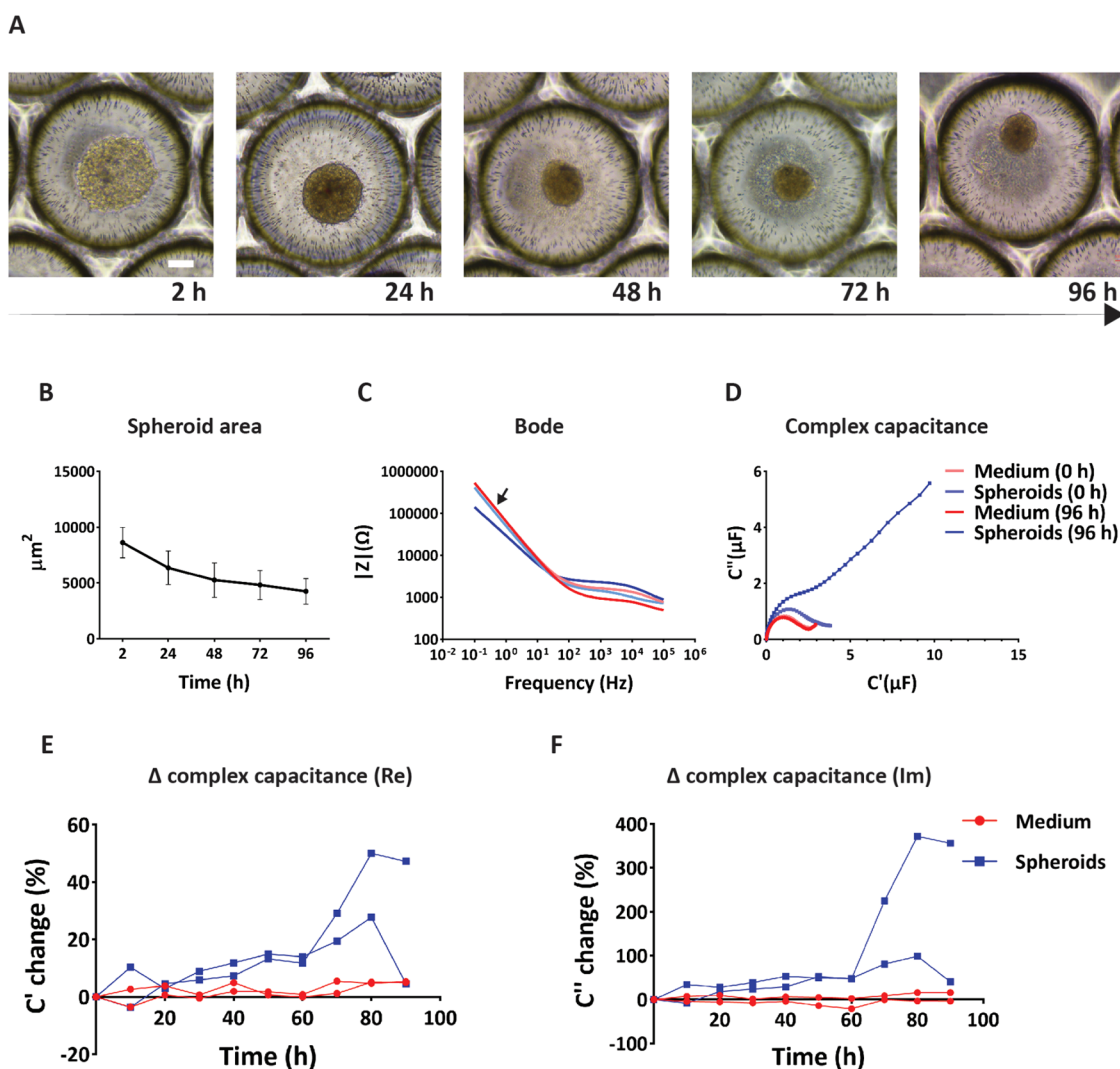 A
2 h
24 h
48 h
72 h
96 h
B
Spheroid area
μm²
15000
10000
5000
0
2
24
48
72
96
Time (h)
C
Bode
|Z|(Ω)
1000000
100000
10000
1000
100
10⁻²
10⁻¹
10⁰
10¹
10²
10³
10⁴
10⁵
10⁶
Frequency (Hz)
D
Complex capacitance
C''(μF)
6
4
2
0
0
5
10
15
C'(μF)
Medium (0 h)
Spheroids (0 h)
Medium (96 h)
Spheroids (96 h)
E
Δ complex capacitance (Re)
C' change (%)
60
40
20
0
-20
20
40
60
80
100
Time (h)
F
Δ complex capacitance (Im)
C'' change (%)
400
300
200
100
0
-100
20
40
60
80
100
Time (h)
Medium
Spheroids